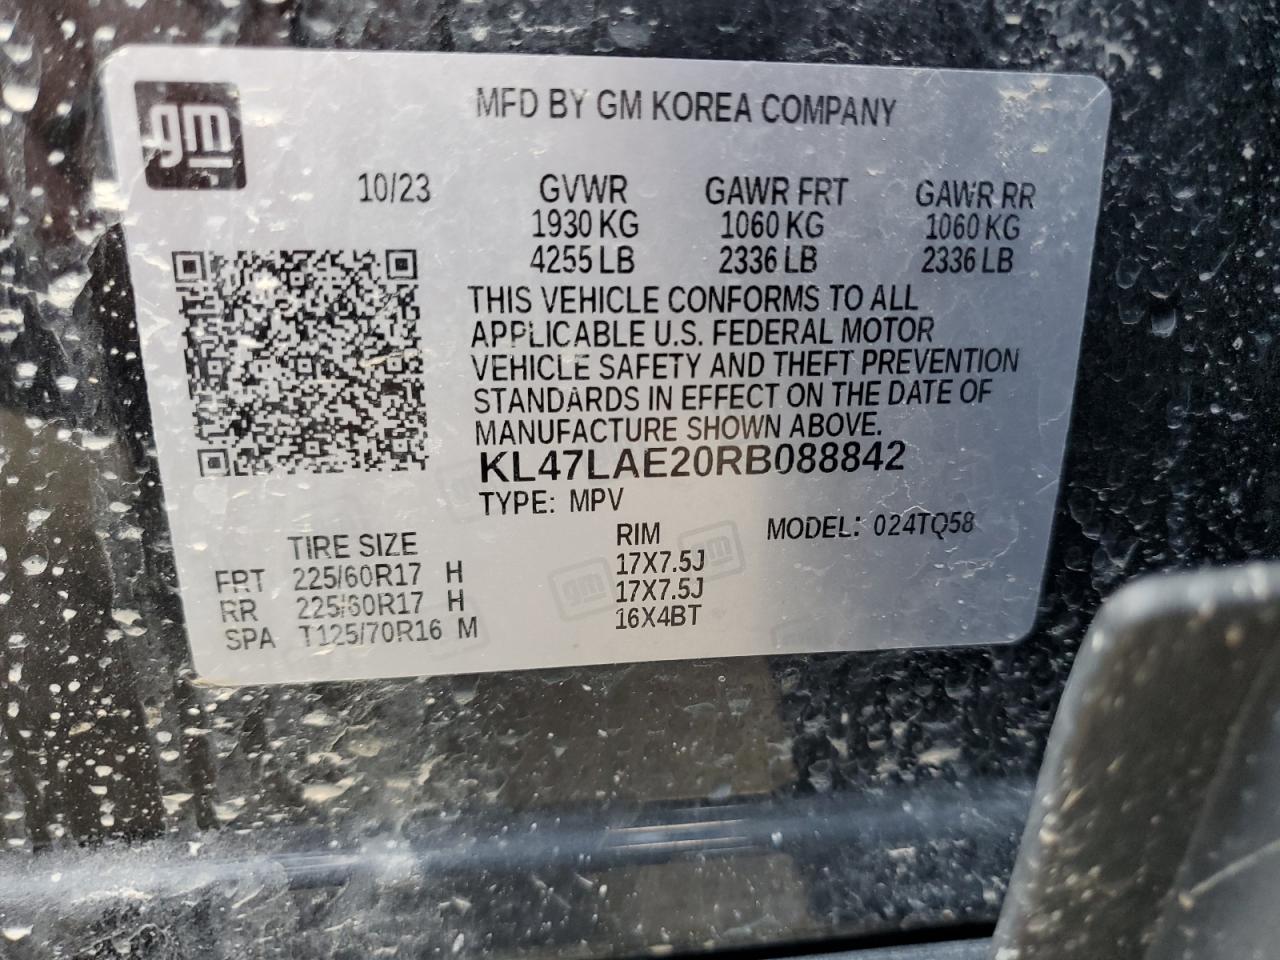 gm
MFD BY GM KOREA COMPANY
10/23 GVWR GAWR FRT GAWR RR
1930 KG 1060 KG 1060 KG
4255 LB 2336 LB 2336 LB
THIS VEHICLE CONFORMS TO ALL
APPLICABLE U.S. FEDERAL MOTOR
VEHICLE SAFETY AND THEFT PREVENTION
STANDARDS IN EFFECT ON THE DATE OF
MANUFACTURE SHOWN ABOVE.
KL47LAE20RB088842
TYPE: MPV
TIRE SIZE RIM MODEL: 024TQ58
FRT 225/60R17 H 17X7.5J
RR 225/60R17 H 17X7.5J
SPA T125/70R16 M 16X4BT
gm gm